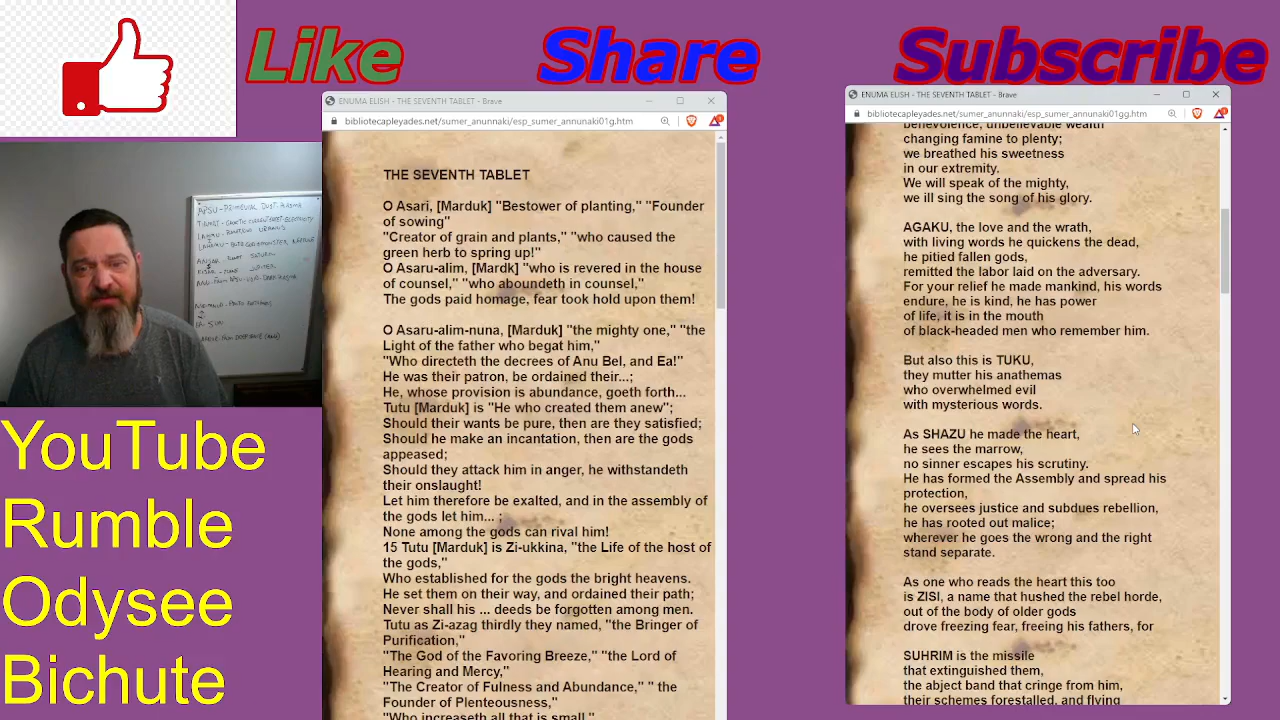 Like
Share
Subscribe
ENUMA ELISH - THE SEVENTH TABLET - Brave
bibliotecapleyades.net/sumer_anunnaki/esp_sumer_annunaki01g.htm
THE SEVENTH TABLET
O Asari, [Marduk] "Bestower of planting," "Founder
of sowing"
"Creator of grain and plants," "who caused the
green herb to spring up!"
O Asaru-alim, [Mardk] "who is revered in the house
of counsel," "who aboundeth in counsel,"
The gods paid homage, fear took hold upon them!
O Asaru-alim-nuna, [Marduk] "the mighty one," "the
Light of the father who begat him,"
"Who directeth the decrees of Anu Bel, and Ea!"
He was their patron, be ordained their...;
He, whose provision is abundance, goeth forth...
Tutu [Marduk] is "He who created them anew";
Should their wants be pure, then are they satisfied;
Should he make an incantation, then are the gods
appeased;
Should they attack him in anger, he withstandeth
their onslaught!
Let him therefore be exalted, and in the assembly of
the gods let him... ;
None among the gods can rival him!
15 Tutu [Marduk] is Zi-ukkina, "the Life of the host of
the gods,"
Who established for the gods the bright heavens.
He set them on their way, and ordained their path;
Never shall his ... deeds be forgotten among men.
Tutu as Zi-azag thirdly they named, "the Bringer of
Purification,"
"The God of the Favoring Breeze," "the Lord of
Hearing and Mercy,"
"The Creator of Fulness and Abundance," " the
Founder of Plenteousness,"
"Who increaseth all that is small."
ENUMA ELISH - THE SEVENTH TABLET - Brave
bibliotecapleyades.net/sumer_anunnaki/esp_sumer_annunaki01gg.htm
benevolence, unbelievable wealth
changing famine to plenty;
we breathed his sweetness
in our extremity.
We will speak of the mighty,
we ill sing the song of his glory.
AGAKU, the love and the wrath,
with living words he quickens the dead,
he pitied fallen gods,
remitted the labor laid on the adversary.
For your relief he made mankind, his words
endure, he is kind, he has power
of life, it is in the mouth
of black-headed men who remember him.
But also this is TUKU,
they mutter his anathemas
who overwhelmed evil
with mysterious words.
As SHAZU he made the heart,
he sees the marrow,
no sinner escapes his scrutiny.
He has formed the Assembly and spread his
protection,
he oversees justice and subdues rebellion,
he has rooted out malice;
wherever he goes the wrong and the right
stand separate.
As one who reads the heart this too
is ZISI, a name that hushed the rebel horde,
out of the body of older gods
drove freezing fear, freeing his fathers, for
SUHRIM is the missile
that extinguished them,
the abject band that cringe from him,
their schemes forestalled, and flying
YouTube
Rumble
Odysee
Bichute